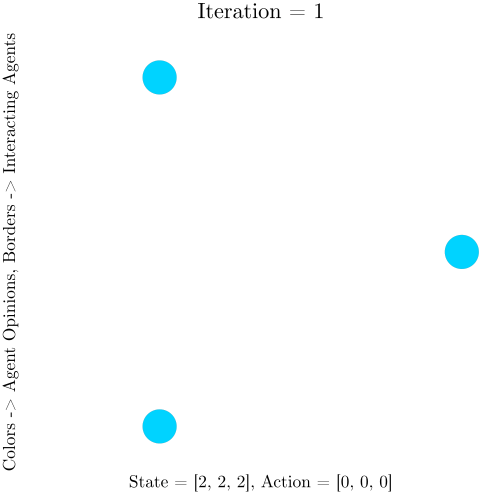 Iteration = 1
Colors -> Agent Opinions, Borders -> Interacting Agents
State = [2, 2, 2], Action = [0, 0, 0]